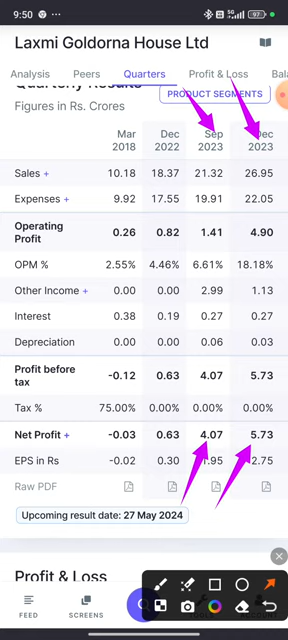 9:50
5G
97%
Laxmi Goldorna House Ltd
Analysis Peers Quarters Profit & Loss
Quarterly Results
PRODUCT SEGMENTS
Figures in Rs. Crores
Mar 2018 Dec 2022 Sep 2023 Dec 2023
Sales + 10.18 18.37 21.32 26.95
Expenses + 9.92 17.55 19.91 22.05
Operating Profit 0.26 0.82 1.41 4.90
OPM % 2.55% 4.46% 6.61% 18.18%
Other Income + 0.00 0.00 2.99 1.13
Interest 0.38 0.19 0.27 0.27
Depreciation 0.00 0.00 0.06 0.03
Profit before tax -0.12 0.63 4.07 5.73
Tax % 75.00% 0.00% 0.00% 0.00%
Net Profit + -0.03 0.63 4.07 5.73
EPS in Rs -0.02 0.30 .95 2.75
Raw PDF
Upcoming result date: 27 May 2024
Profit & Loss
FEED SCREENS